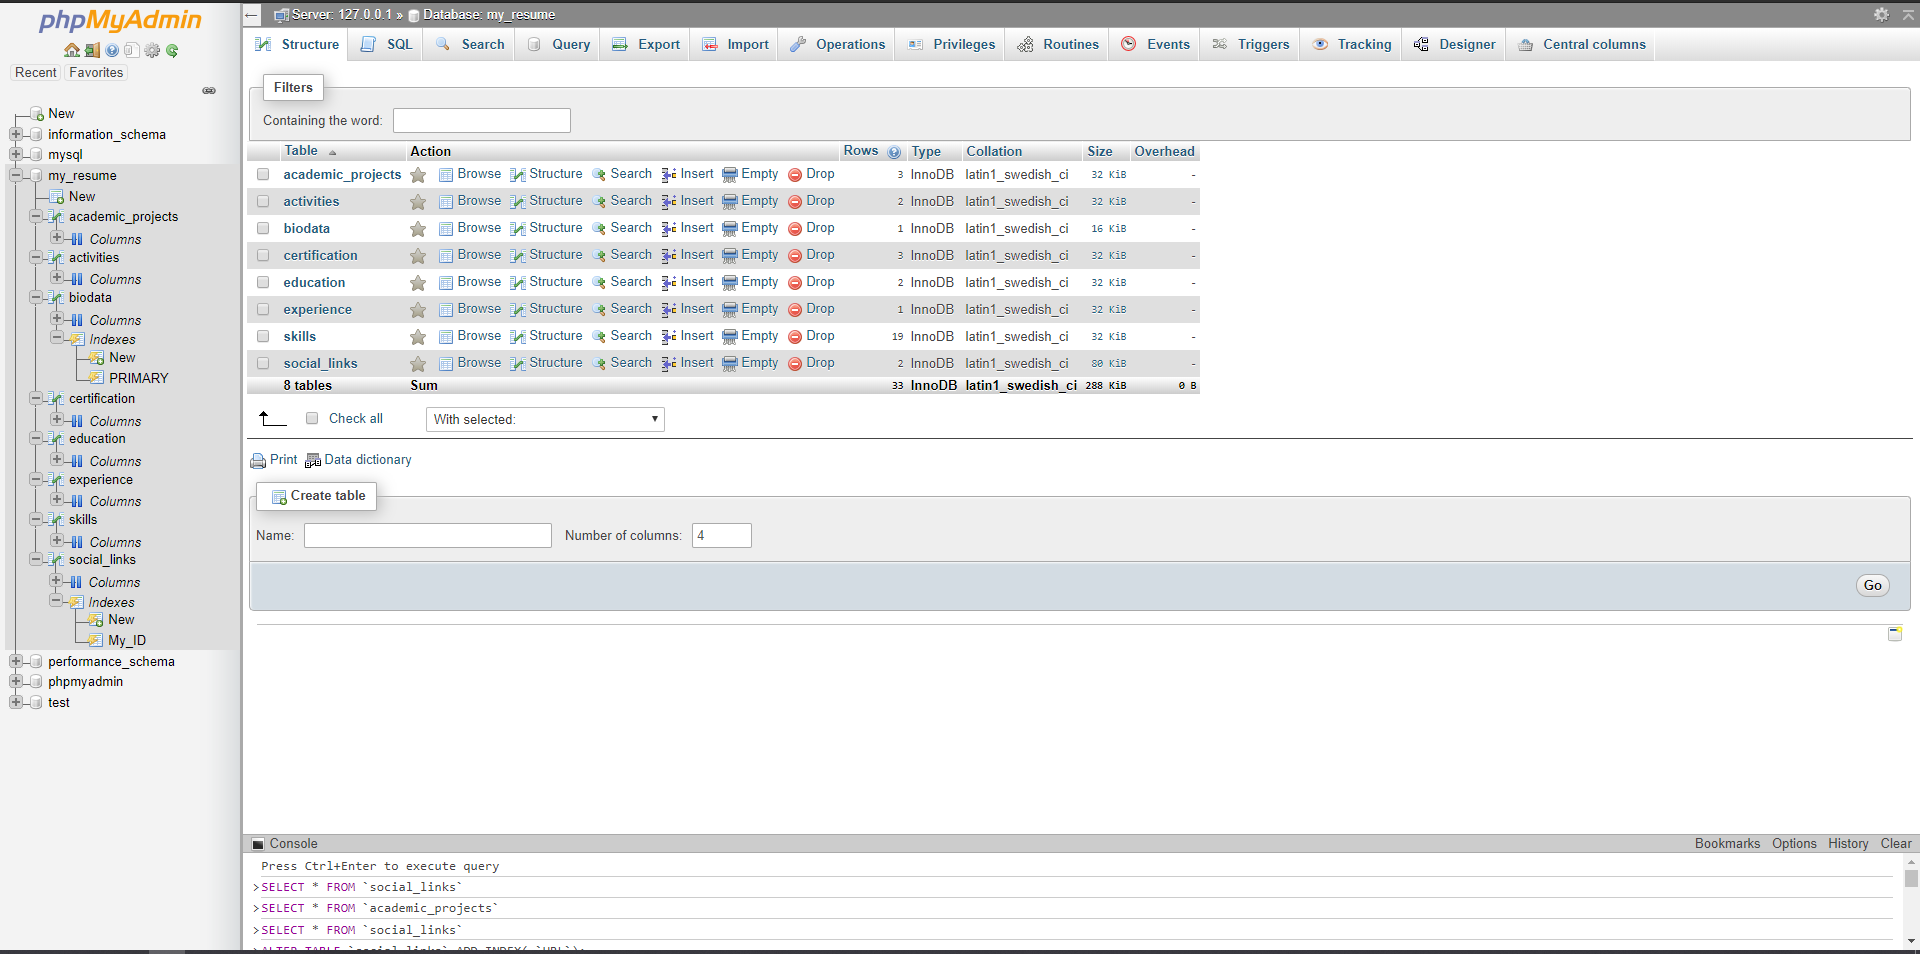 phpMyAdmin
Recent Favorites
New
information_schema
mysql
my_resume
New
academic_projects
Columns
activities
Columns
biodata
Columns
Indexes
New
PRIMARY
certification
Columns
education
Columns
experience
Columns
skills
Columns
social_links
Columns
Indexes
New
My_ID
performance_schema
phpmyadmin
test
Server: 127.0.0.1 » Database: my_resume
Structure SQL Search Query Export Import Operations Privileges Routines Events Triggers Tracking Designer Central columns
Filters
Containing the word:
Table Action Rows Type Collation Size Overhead
academic_projects Browse Structure Search Insert Empty Drop 3 InnoDB latin1_swedish_ci 32 KiB -
activities Browse Structure Search Insert Empty Drop 2 InnoDB latin1_swedish_ci 32 KiB -
biodata Browse Structure Search Insert Empty Drop 1 InnoDB latin1_swedish_ci 16 KiB -
certification Browse Structure Search Insert Empty Drop 3 InnoDB latin1_swedish_ci 32 KiB -
education Browse Structure Search Insert Empty Drop 2 InnoDB latin1_swedish_ci 32 KiB -
experience Browse Structure Search Insert Empty Drop 1 InnoDB latin1_swedish_ci 32 KiB -
skills Browse Structure Search Insert Empty Drop 19 InnoDB latin1_swedish_ci 32 KiB -
social_links Browse Structure Search Insert Empty Drop 2 InnoDB latin1_swedish_ci 80 KiB -
8 tables Sum 33 InnoDB latin1_swedish_ci 288 KiB 0 B
Check all With selected:
Print Data dictionary
Create table
Name: Number of columns: 4
Go
Console Bookmarks Options History Clear
Press Ctrl+Enter to execute query
>SELECT * FROM `social_links`
>SELECT * FROM `academic_projects`
>SELECT * FROM `social_links`
>ALTER TABLE `social_links` ADD INDEX( `URL`);